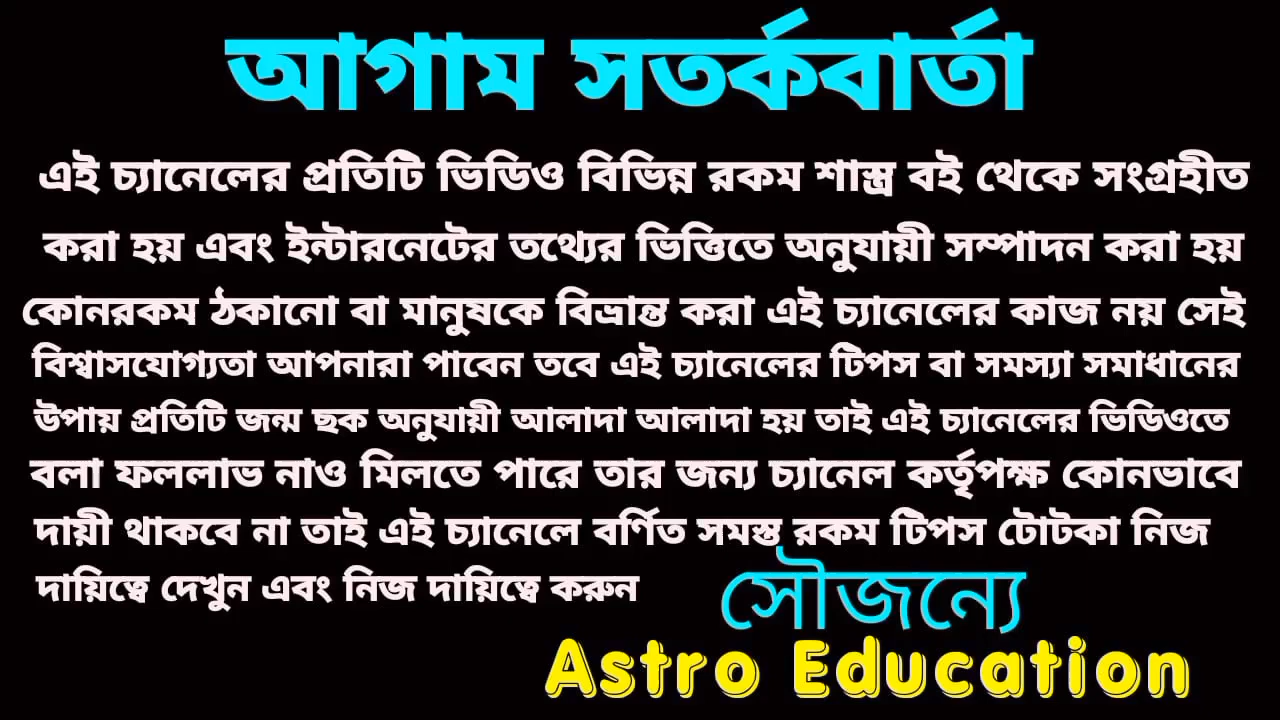 আগাম সতর্কবার্তা
এই চ্যানেলের প্রতিটি ভিডিও বিভিন্ন রকম শাস্ত্র বই থেকে সংগ্রহীত
করা হয় এবং ইন্টারনেটের তথ্যের ভিত্তিতে অনুযায়ী সম্পাদন করা হয়
কোনরকম ঠকানো বা মানুষকে বিভ্রান্ত করা এই চ্যানেলের কাজ নয় সেই
বিশ্বাসযোগ্যতা আপনারা পাবেন তবে এই চ্যানেলের টিপস বা সমস্যা সমাধানের
উপায় প্রতিটি জন্ম ছক অনুযায়ী আলাদা আলাদা হয় তাই এই চ্যানেলের ভিডিওতে
বলা ফললাভ নাও মিলতে পারে তার জন্য চ্যানেল কর্তৃপক্ষ কোনভাবে
দায়ী থাকবে না তাই এই চ্যানেলে বর্ণিত সমস্ত রকম টিপস টোটকা নিজ
দায়িত্বে দেখুন এবং নিজ দায়িত্বে করুন
সৌজন্যে
Astro Education